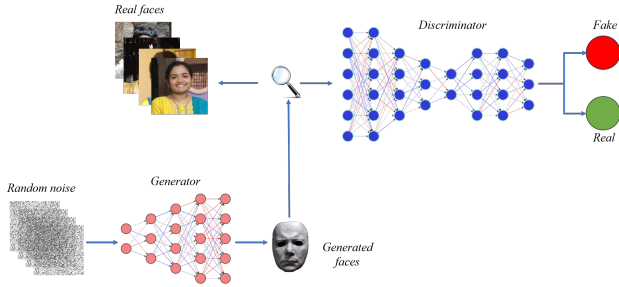 Real faces
Discriminator
Fake
Real
Random noise
Generator
Generated
faces